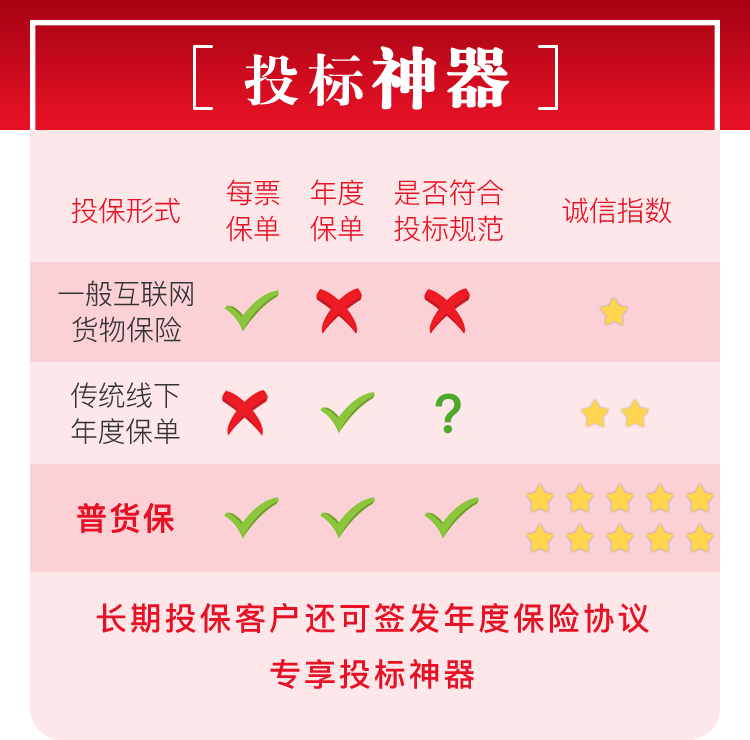 投标神器
投保形式
每票
保单
年度
保单
是否符合
投标规范
诚信指数
一般互联网
货物保险
传统线下
年度保单
?
普货保
长期投保客户还可签发年度保险协议
专享投标神器